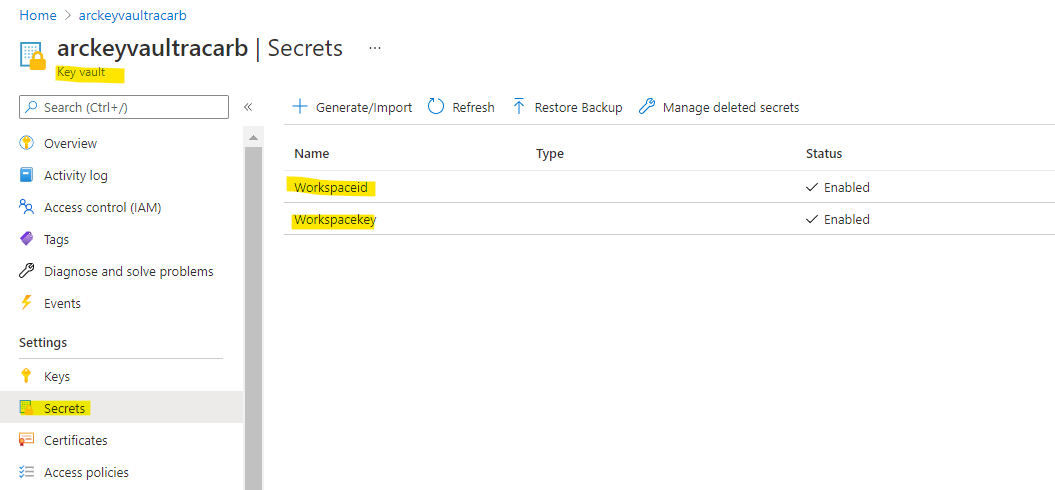 Home > arckeyvaultracarb
arckeyvaultracarb | Secrets ...
Key vault
Search (Ctrl+/) «
Overview
Activity log
Access control (IAM)
Tags
Diagnose and solve problems
Events
Settings
Keys
Secrets
Certificates
Access policies
Generate/Import Refresh Restore Backup Manage deleted secrets
Name Type Status
Workspaceid Enabled
Workspacekey Enabled